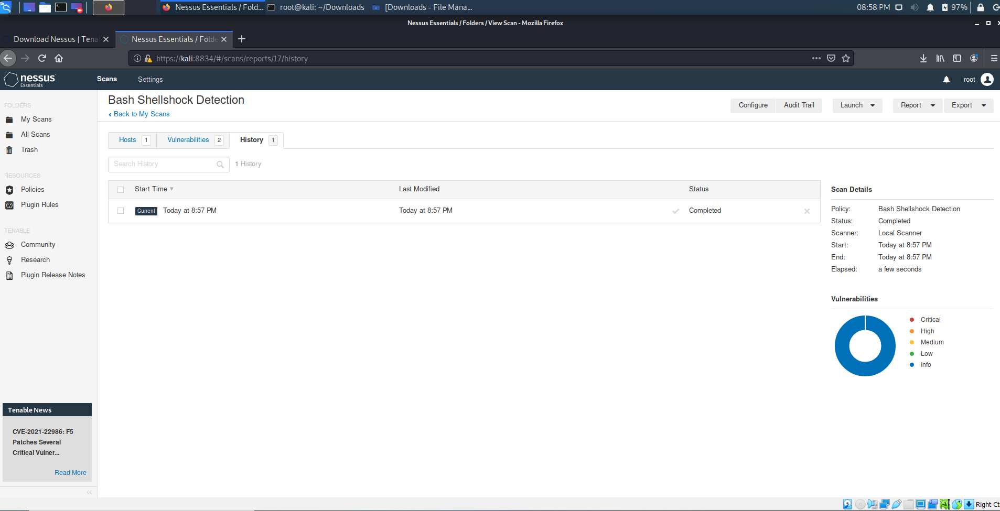 Nessus Essentials / Fold...
root@kali: ~/Downloads
[Downloads - File Mana...
08:58 PM
97%
Nessus Essentials / Folders / View Scan - Mozilla Firefox
Download Nessus | Tena
Nessus Essentials / Folde
https://kali:8834/#/scans/reports/17/history
nessus
Essentials
Scans
Settings
root
FOLDERS
My Scans
All Scans
Trash
RESOURCES
Policies
Plugin Rules
TENABLE
Community
Research
Plugin Release Notes
Tenable News
CVE-2021-22986: F5
Patches Several
Critical Vulner...
Read More
Bash Shellshock Detection
Back to My Scans
Configure
Audit Trail
Launch
Report
Export
Hosts 1
Vulnerabilities 2
History 1
Search History
1 History
Start Time Last Modified Status
Current Today at 8:57 PM Today at 8:57 PM Completed
Scan Details
Policy: Bash Shellshock Detection
Status: Completed
Scanner: Local Scanner
Start: Today at 8:57 PM
End: Today at 8:57 PM
Elapsed: a few seconds
Vulnerabilities
Critical
High
Medium
Low
Info
Right Ct